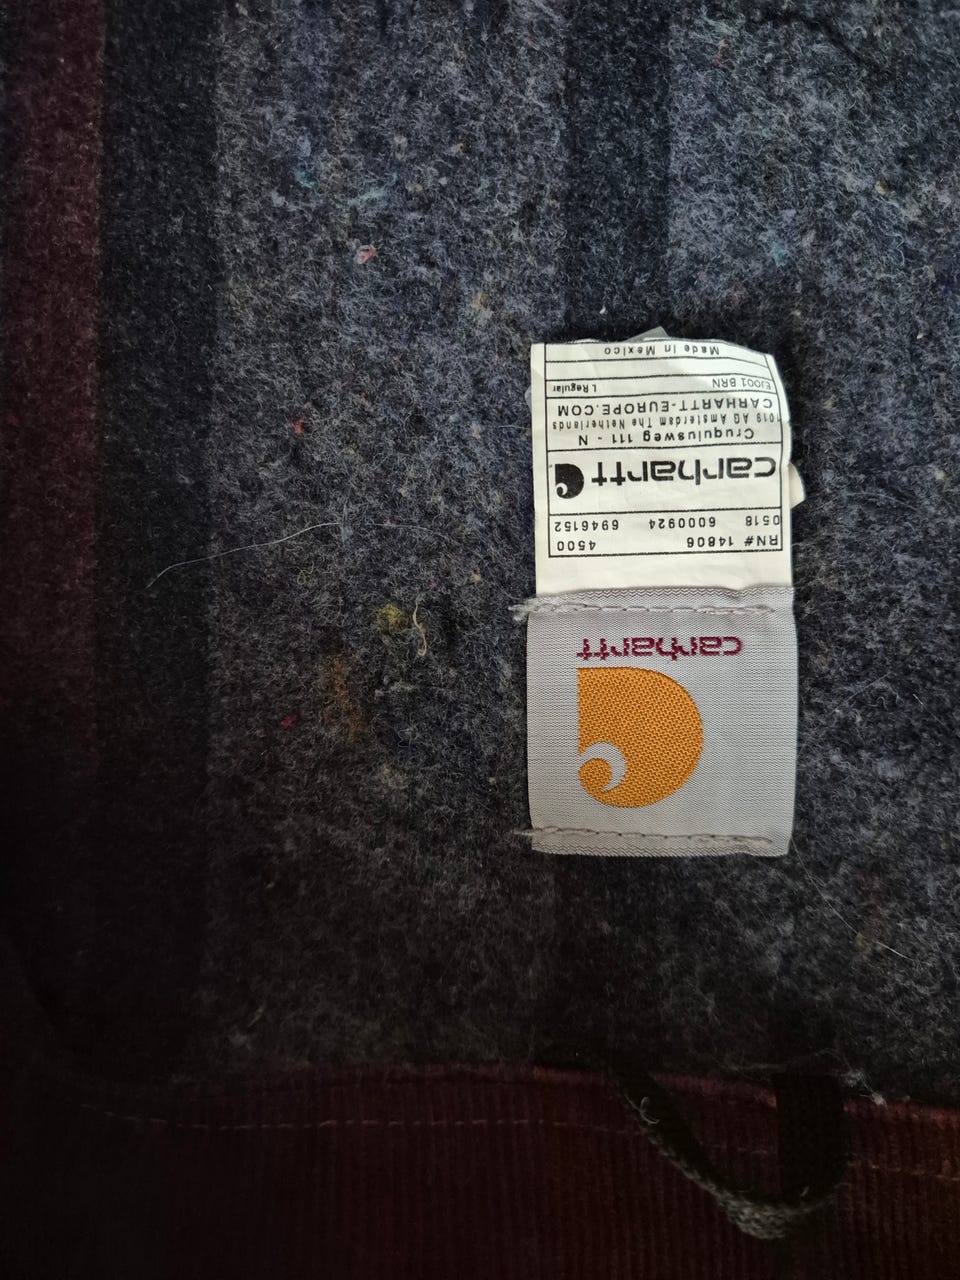 carhartt
RN# 14806 4500
0518 6000924 6946152
carhartt
Cruquiusweg 111 - N
1019 AG Amsterdam The Netherlands
CARHARTT-EUROPE.COM
EJ001 BRN L Regular
Made in Mexico